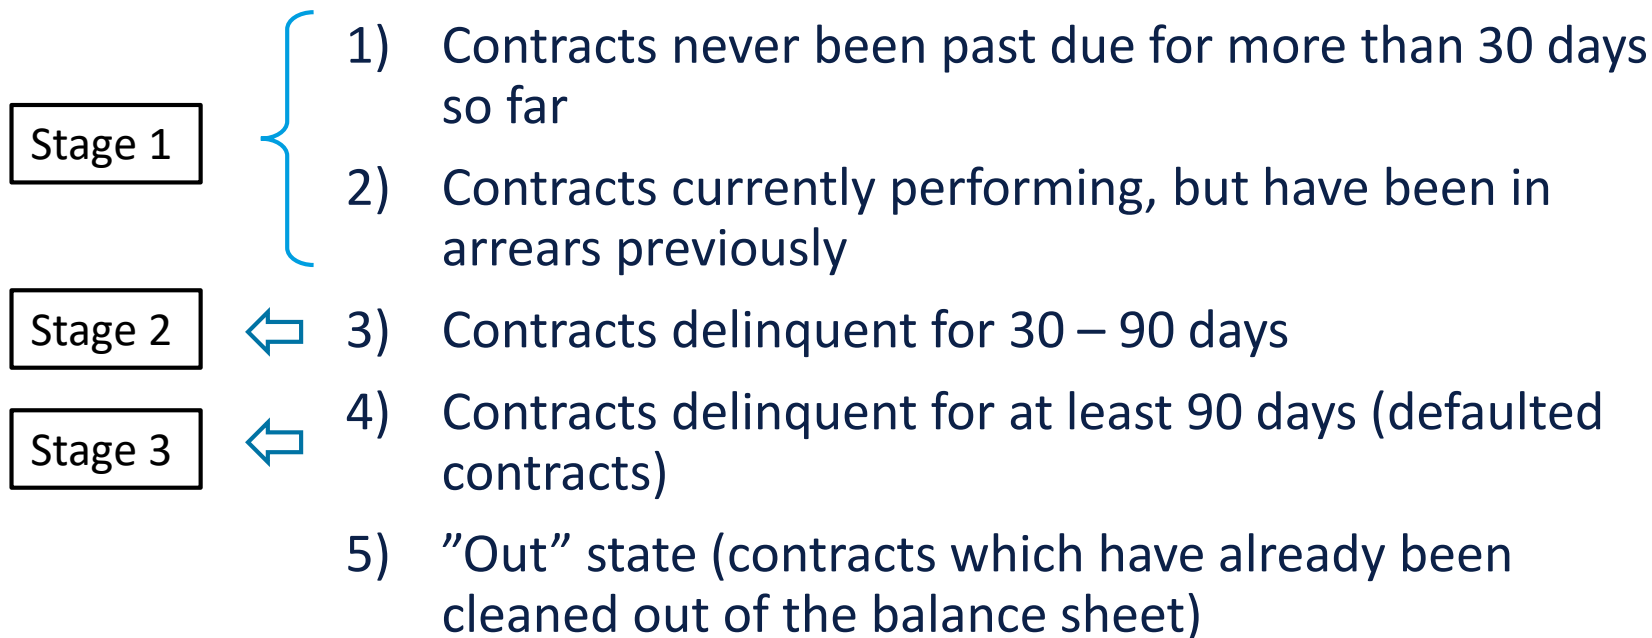 1) Contracts never been past due for more than 30 days
so far
Stage 1
2) Contracts currently performing, but have been in
arrears previously
Stage 2
3) Contracts delinquent for 30 – 90 days
4) Contracts delinquent for at least 90 days (defaulted
Stage 3
contracts)
5) ”Out” state (contracts which have already been
cleaned out of the balance sheet)